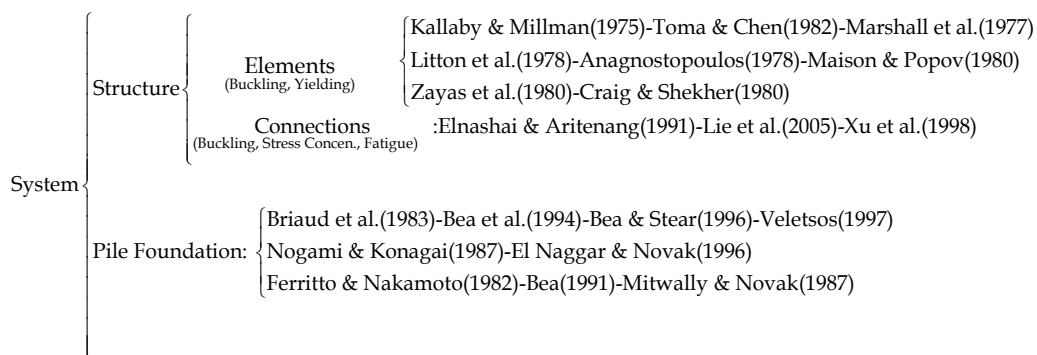 Kallaby & Millman(1975)-Toma & Chen(1982)-Marshall et al.(1977)
Elements
Litton et al.(1978)-Anagnostopoulos(1978)-Maison & Popov(1980)
(Buckling, Yielding)
Structure
Zayas et al.(1980)-Craig & Shekher(1980)
Connections :Elnashai & Aritenang(1991)-Lie et al.(2005)-Xu et al.(1998)
(Buckling, Stress Concen., Fatigue)
System
Briaud et al.(1983)-Bea et al.(1994)-Bea & Stear(1996)-Veletsos(1997)
Pile Foundation: Nogami & Konagai(1987)-El Naggar & Novak(1996)
Ferritto & Nakamoto(1982)-Bea(1991)-Mitwally & Novak(1987)